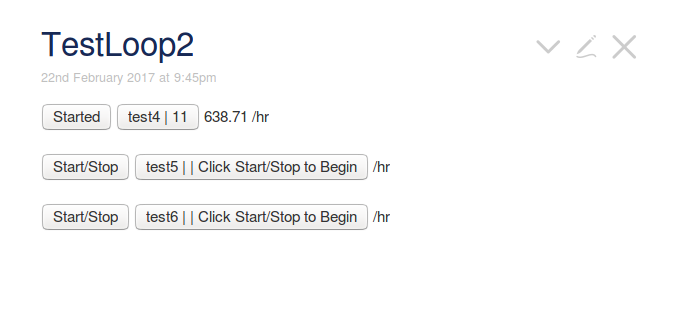 TestLoop2
22nd February 2017 at 9:45pm
Started test4 | 11 638.71 /hr
Start/Stop test5 | | Click Start/Stop to Begin /hr
Start/Stop test6 | | Click Start/Stop to Begin /hr